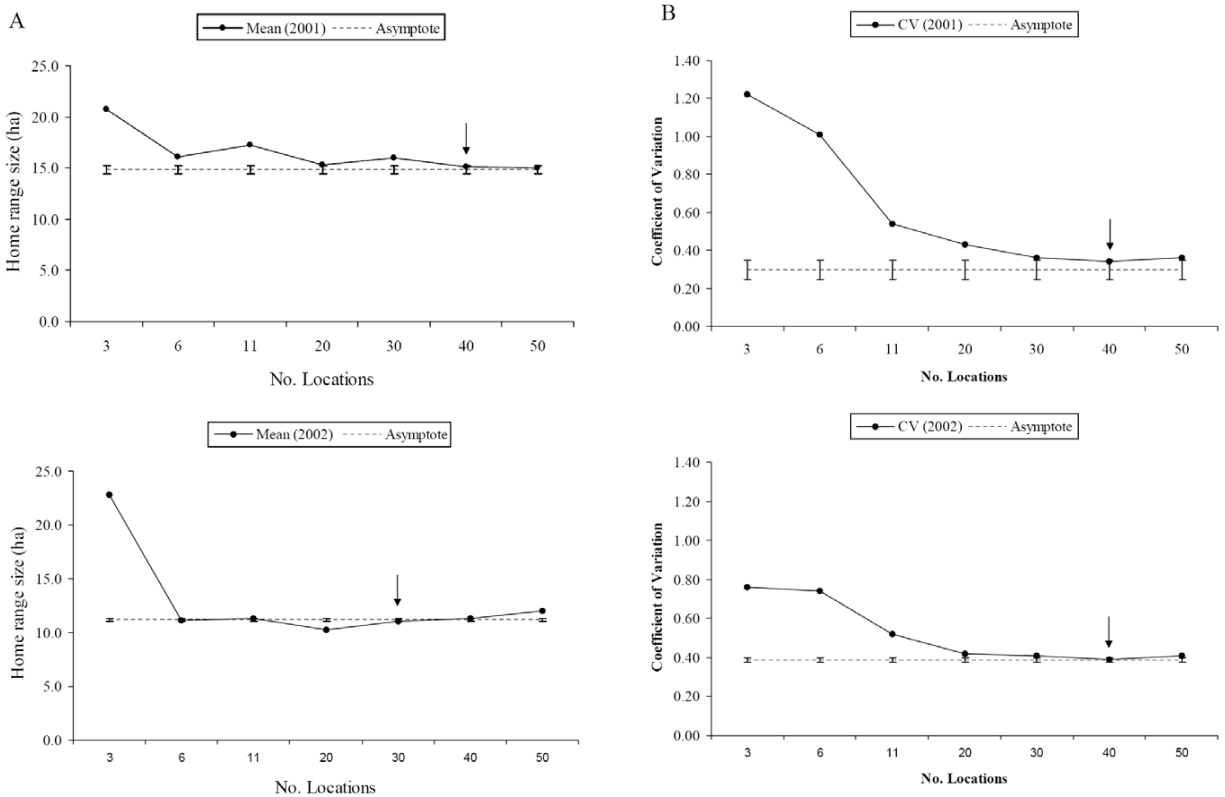 A
Mean (2001) Asymptote
Home range size (ha)
25.0
20.0
15.0
10.0
5.0
0.0
3 6 11 20 30 40 50
No. Locations
B
CV (2001) Asymptote
Coefficient of Variation
1.40
1.20
1.00
0.80
0.60
0.40
0.20
0.00
3 6 11 20 30 40 50
No. Locations
Mean (2002) Asymptote
Home range size (ha)
25.0
20.0
15.0
10.0
5.0
0.0
3 6 11 20 30 40 50
No. Locations
CV (2002) Asymptote
Coefficient of Variation
1.40
1.20
1.00
0.80
0.60
0.40
0.20
0.00
3 6 11 20 30 40 50
No. Locations